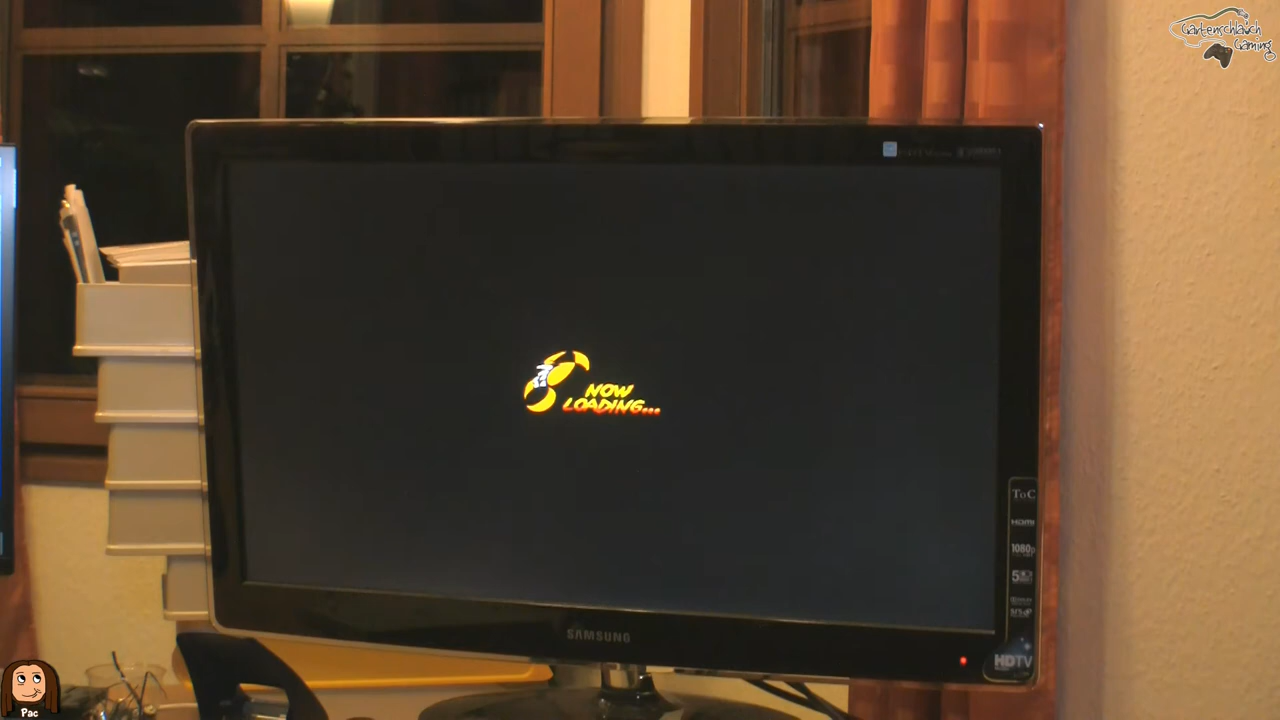 Gartenschlauch
Gaming
NOW
LOADING...
ToC
HDMI
1080p
SAMSUNG
HDTV
Pac